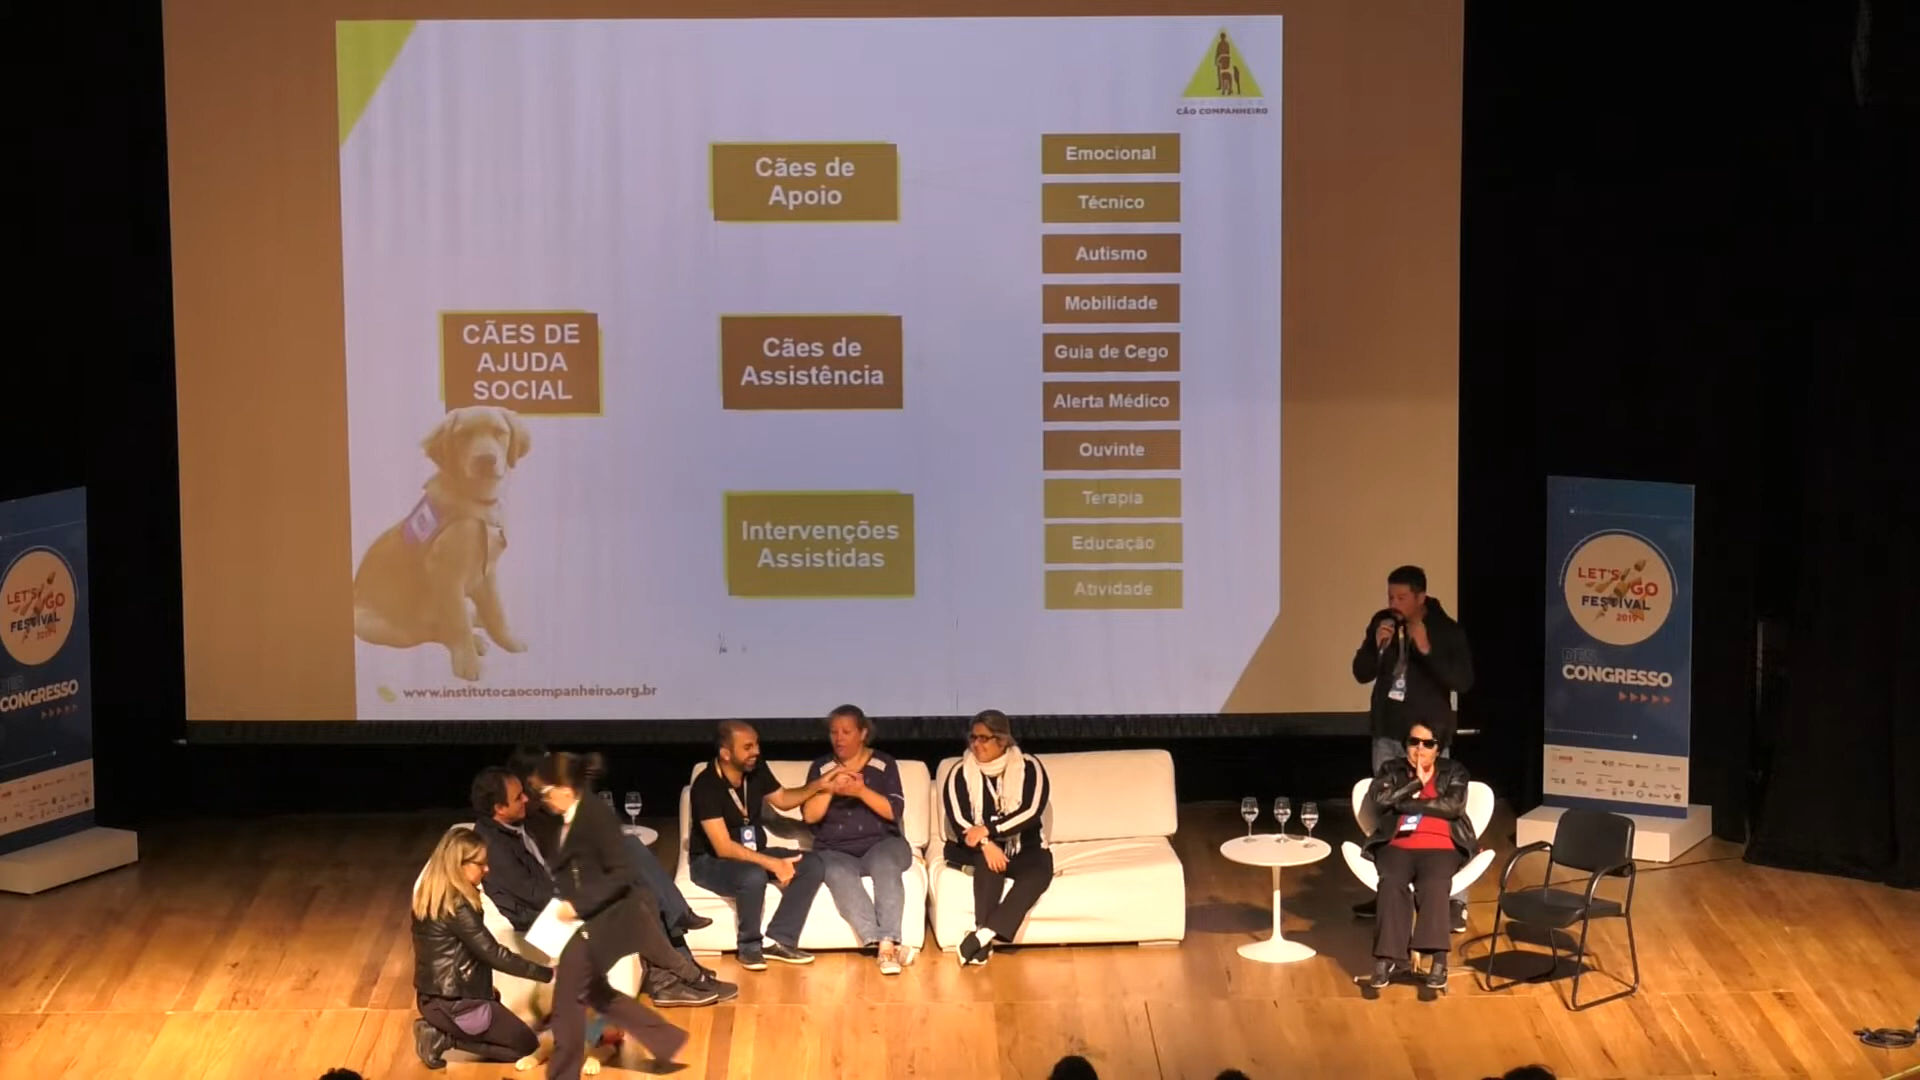 CÃO COMPANHEIRO
Cães de
Apoio
CÃES DE
AJUDA
SOCIAL
Cães de
Assistência
Intervenções
Assistidas
Emocional
Técnico
Autismo
Mobilidade
Guia de Cego
Alerta Médico
Ouvinte
Terapia
Educação
Atividade
www.institutocaocompanheiro.org.br
LET'S
GO
FESTIVAL
2019
CONGRESSO
LET'S
GO
FESTIVAL
2019
DES
CONGRESSO